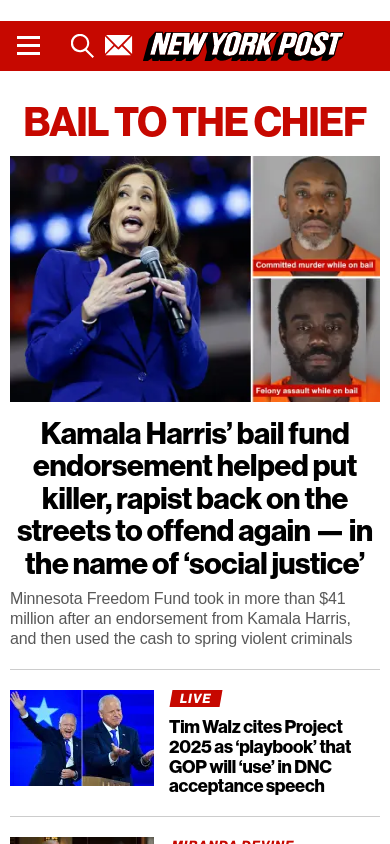 NEW YORK POST
BAIL TO THE CHIEF
Committed murder while on bail
Felony assault while on bail
Kamala Harris’ bail fund
endorsement helped put
killer, rapist back on the
streets to offend again — in
the name of ‘social justice’
Minnesota Freedom Fund took in more than $41
million after an endorsement from Kamala Harris,
and then used the cash to spring violent criminals
LIVE
Tim Walz cites Project
2025 as ‘playbook’ that
GOP will ‘use’ in DNC
acceptance speech
MIRANDA DEVINE